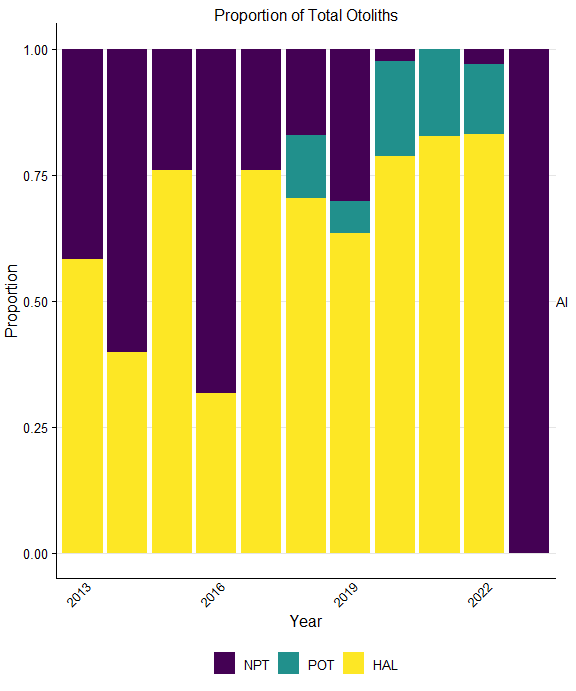 Proportion of Total Otoliths
1.00
0.75
0.50
0.25
0.00
Proportion
AI
2013
2016
2019
2022
Year
NPT POT HAL